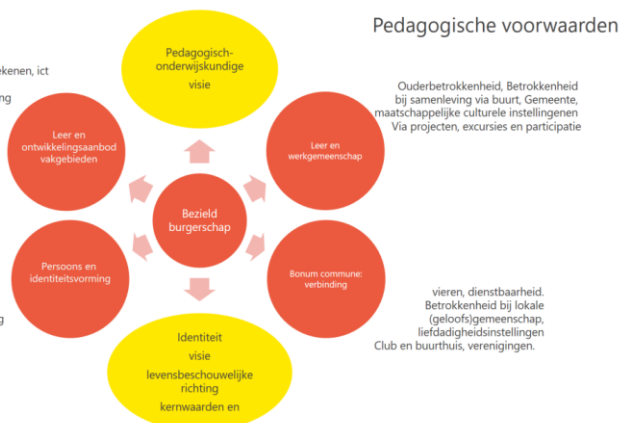 Pedagogische voorwaarden
Pedagogisch-
onderwijskundige
visie
ekenen, ict
ng
Ouderbetrokkenheid, Betrokkenheid
bij samenleving via buurt, Gemeente,
maatschappelijke culturele instellingenen
Via projecten, excursies en participatie
Leer en
ontwikkelingsaanbod
vakgebieden
Leer en
werkgemeenschap
Bezield
burgerschap
Persoons en
identiteitsvorming
Bonum commune:
verbinding
g
vieren, dienstbaarheid.
Betrokkenheid bij lokale
(geloofs)gemeenschap,
liefdadigheidsinstellingen
Club en buurthuis, verenigingen.
Identiteit
visie
levensbeschouwelijke
richting
kernwaarden en